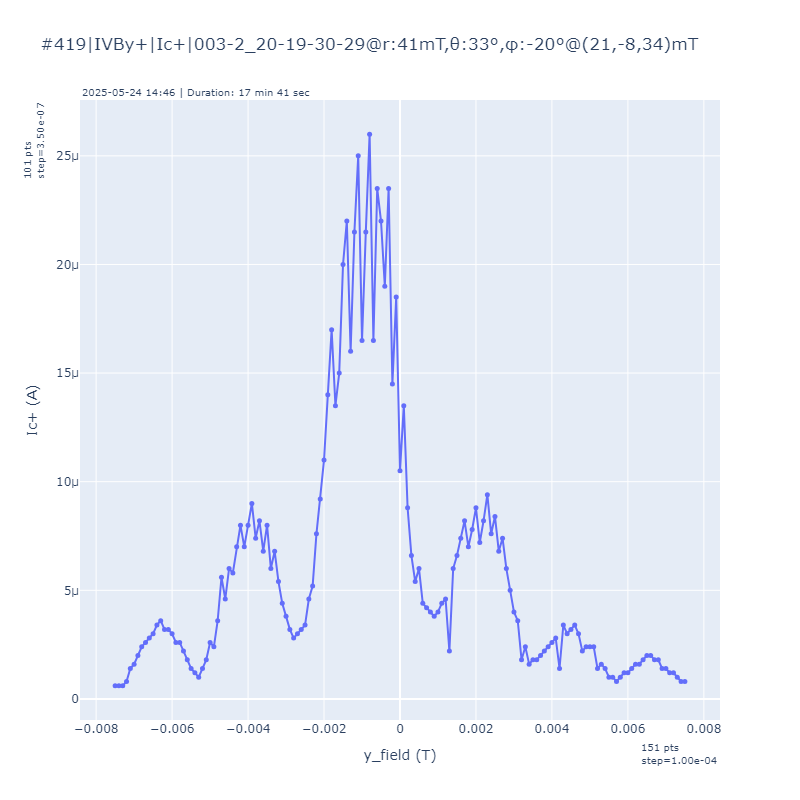 #419|IVBy+|Ic+|003-2_20-19-30-29@r:41mT,θ:33º,φ:-20º@(21,-8,34)mT
2025-05-24 14:46 | Duration: 17 min 41 sec
101 pts
step=3.50e-07
25μ
20μ
15μ
10μ
5μ
0
Ic+ (A)
−0.008
−0.006
−0.004
−0.002
0
0.002
0.004
0.006
0.008
y_field (T)
151 pts
step=1.00e-04